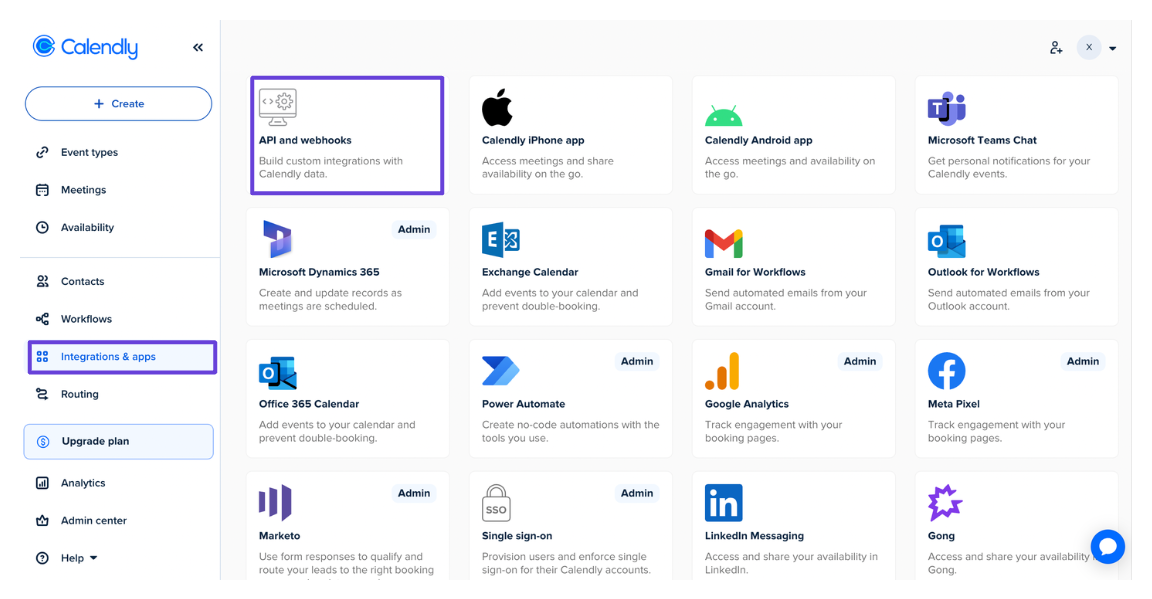 Calendly
«
+ Create
Event types
Meetings
Availability
Contacts
Workflows
Integrations & apps
Routing
Upgrade plan
Analytics
Admin center
Help
X
API and webhooks
Build custom integrations with
Calendly data.
Calendly iPhone app
Access meetings and share
availability on the go.
Calendly Android app
Access meetings and availability on
the go.
Microsoft Teams Chat
Get personal notifications for your
Calendly events.
Admin
Microsoft Dynamics 365
Create and update records as
meetings are scheduled.
Exchange Calendar
Add events to your calendar and
prevent double-booking.
Gmail for Workflows
Send automated emails from your
Gmail account.
Outlook for Workflows
Send automated emails from your
Outlook account.
Office 365 Calendar
Add events to your calendar and
prevent double-booking.
Admin
Power Automate
Create no-code automations with the
tools you use.
Admin
Google Analytics
Track engagement with your
booking pages.
Admin
Meta Pixel
Track engagement with your
booking pages.
Admin
Marketo
Use form responses to qualify and
route your leads to the right booking
SSO
Admin
Single sign-on
Provision users and enforce single
sign-on for their Calendly accounts.
in
LinkedIn Messaging
Access and share your availability in
LinkedIn.
Gong
Access and share your availability
Gong.